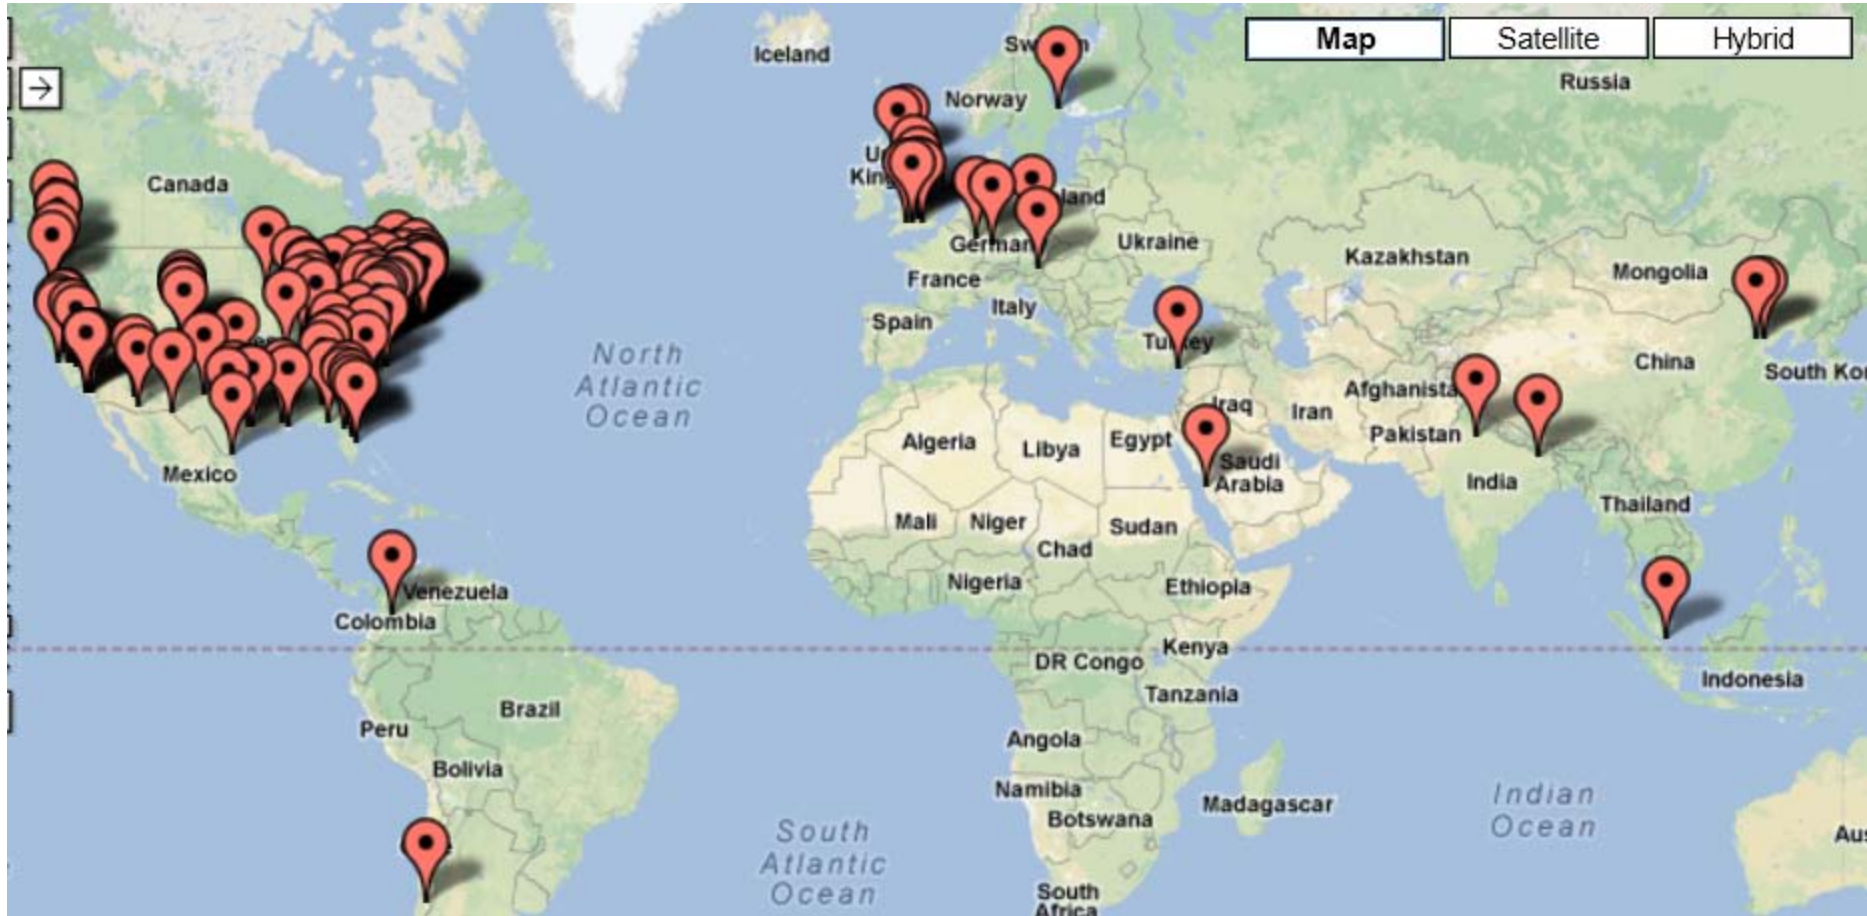 Map
Satellite
Hybrid
Iceland
Norway
Russia
Canada
Ukraine
Kazakhstan
Mongolia
France
Italy
Spain
China
North
Atlantic
Ocean
Iraq
Iran
Pakistan
Algeria
Libya
Egypt
Saudi
Arabia
Mexico
India
Thailand
Mali
Niger
Sudan
Chad
Nigeria
Ethiopia
Venezuela
Colombia
Kenya
DR Congo
Indonesia
Tanzania
Brazil
Peru
Angola
Bolivia
Namibia
Madagascar
Botswana
Indian
Ocean
South
Atlantic
Ocean
South
Africa